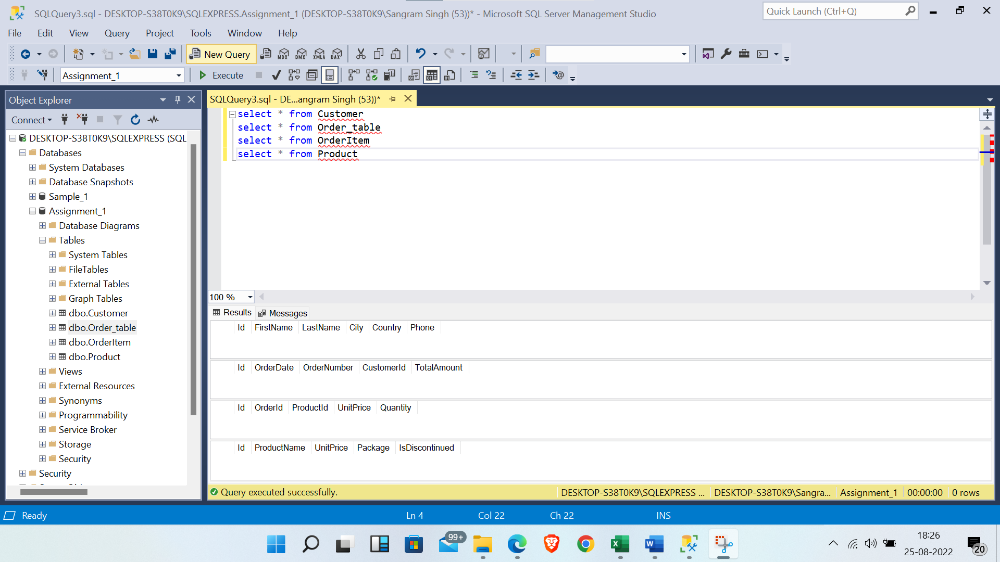 SQLQuery3.sql - DESKTOP-S38T0K9\SQLEXPRESS.Assignment_1 (DESKTOP-S38T0K9\Sangram Singh (53))* - Microsoft SQL Server Management Studio
Quick Launch (Ctrl+Q)
File Edit View Query Project Tools Window Help
New Query MDX DMX XMLA DAX
Assignment_1 Execute
Object Explorer
SQLQuery3.sql - DE...angram Singh (53))*
Connect
DESKTOP-S38T0K9\SQLEXPRESS (SQL
Databases
System Databases
Database Snapshots
Sample_1
Assignment_1
Database Diagrams
Tables
System Tables
FileTables
External Tables
Graph Tables
dbo.Customer
dbo.Order_table
dbo.OrderItem
dbo.Product
Views
External Resources
Synonyms
Programmability
Service Broker
Storage
Security
Security
select * from Customer
select * from Order_table
select * from OrderItem
select * from Product
100 %
Results Messages
Id FirstName LastName City Country Phone
Id OrderDate OrderNumber CustomerId TotalAmount
Id OrderId ProductId UnitPrice Quantity
Id ProductName UnitPrice Package IsDiscontinued
Query executed successfully. DESKTOP-S38T0K9\SQLEXPRESS ... DESKTOP-S38T0K9\Sangra... Assignment_1 00:00:00 0 rows
Ready Ln 4 Col 22 Ch 22 INS
99+
18:26
25-08-2022
20